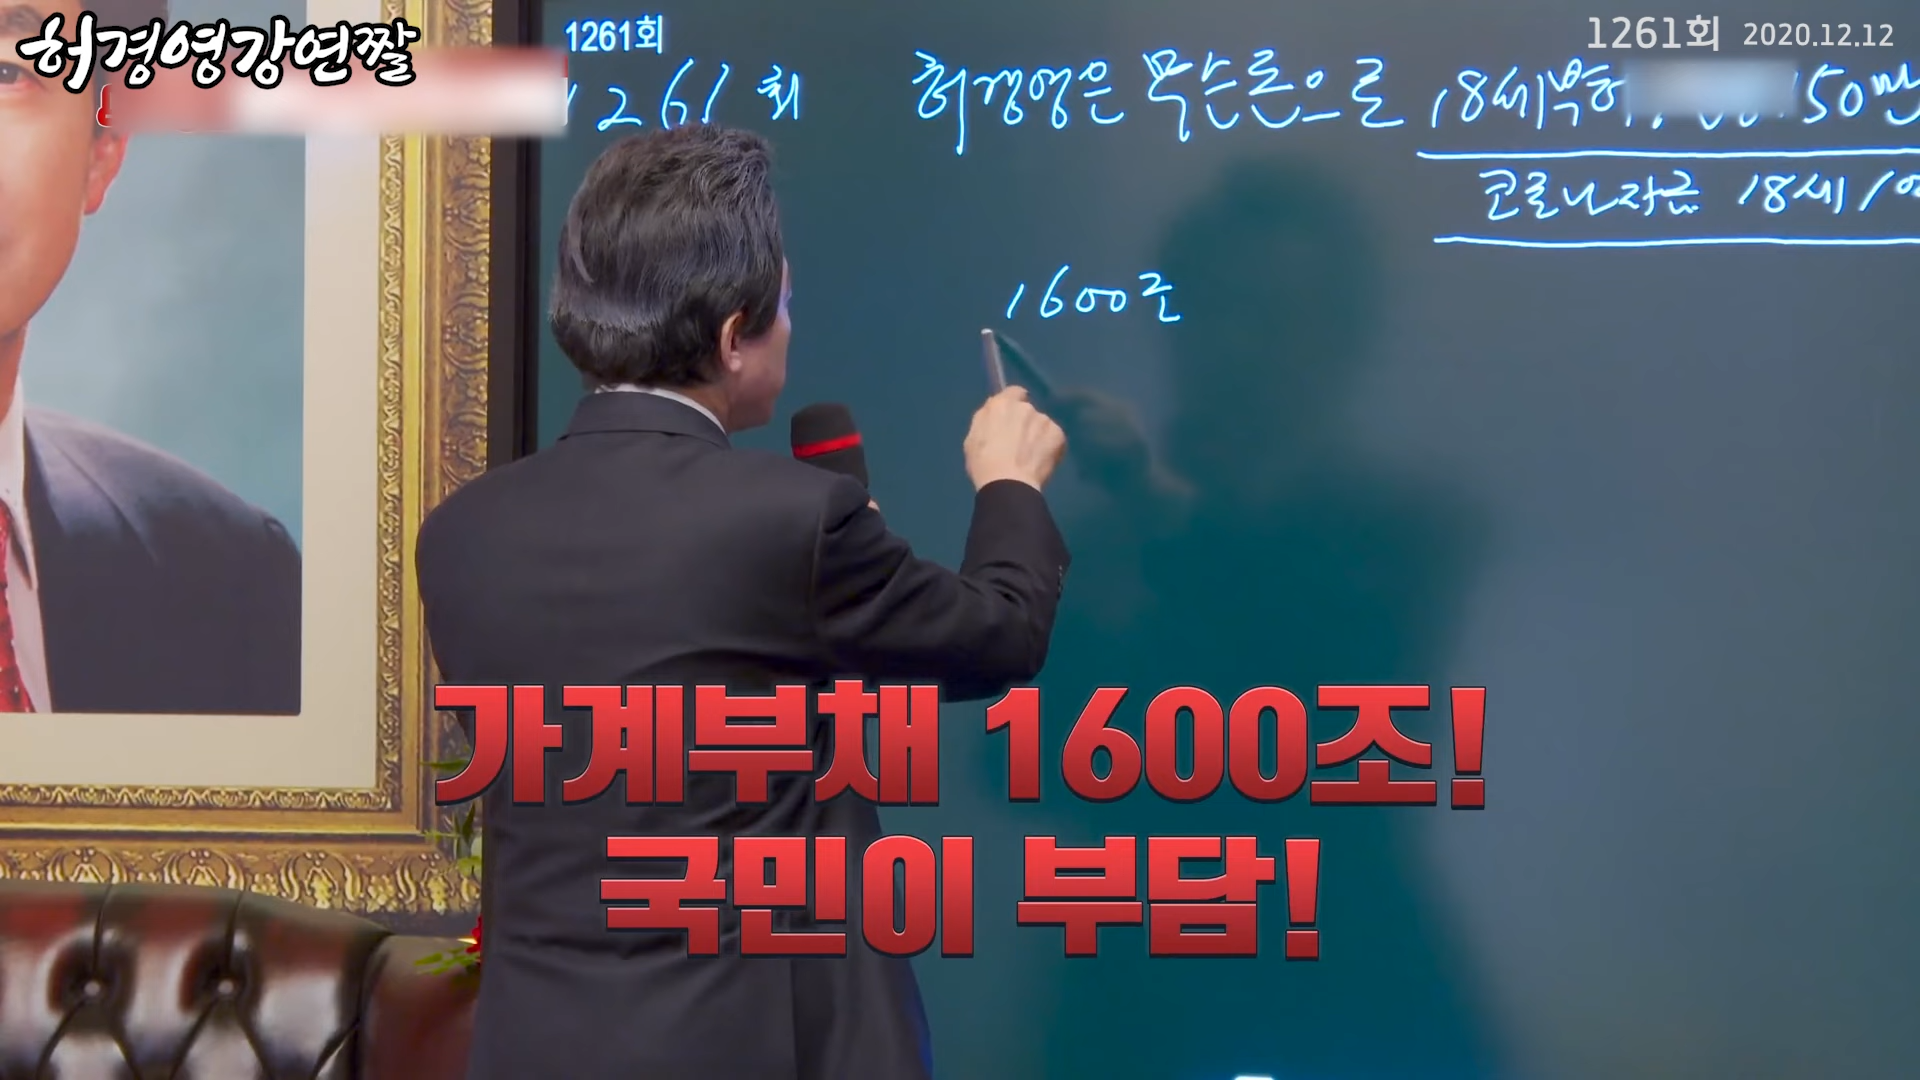 허경영강연짤
1261회
1261회 2020.12.12
1261회
허경영은 무슨론으로 18세부터 150만
코로나자금 18세/
1600조
가계부채 1600조!
국민이 부담!